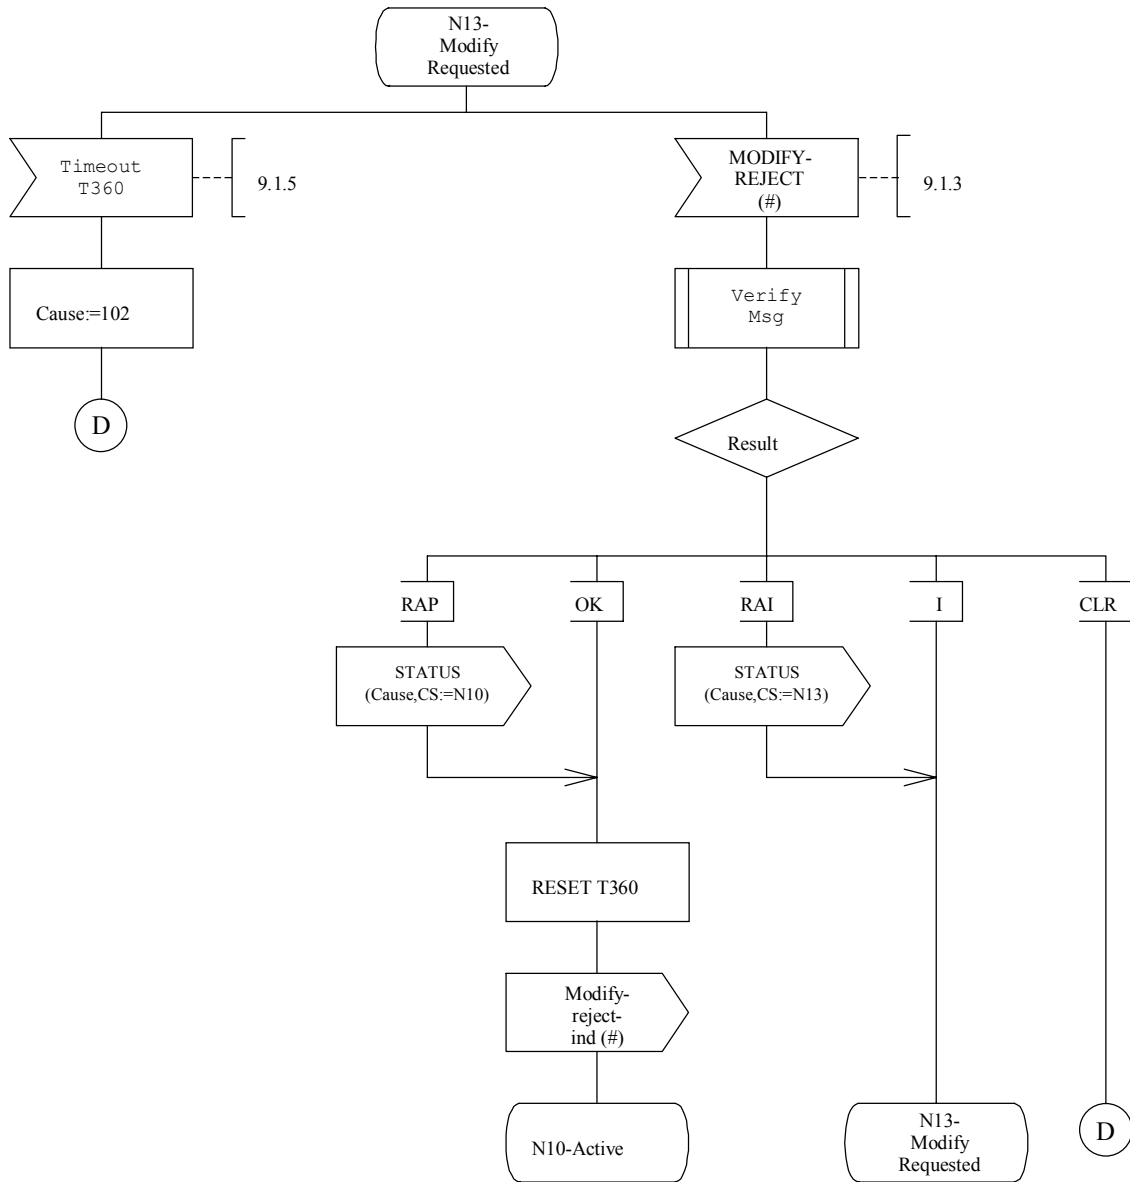 N13-
Modify
Requested
Timeout
T360
9.1.5
MODIFY-
REJECT
(#)
9.1.3
Cause:=102
Verify
Msg
D
Result
RAP
OK
RAI
I
CLR
STATUS
(Cause,CS:=N10)
STATUS
(Cause,CS:=N13)
RESET T360
Modify-
reject-
ind (#)
N10-Active
N13-
Modify
Requested
D